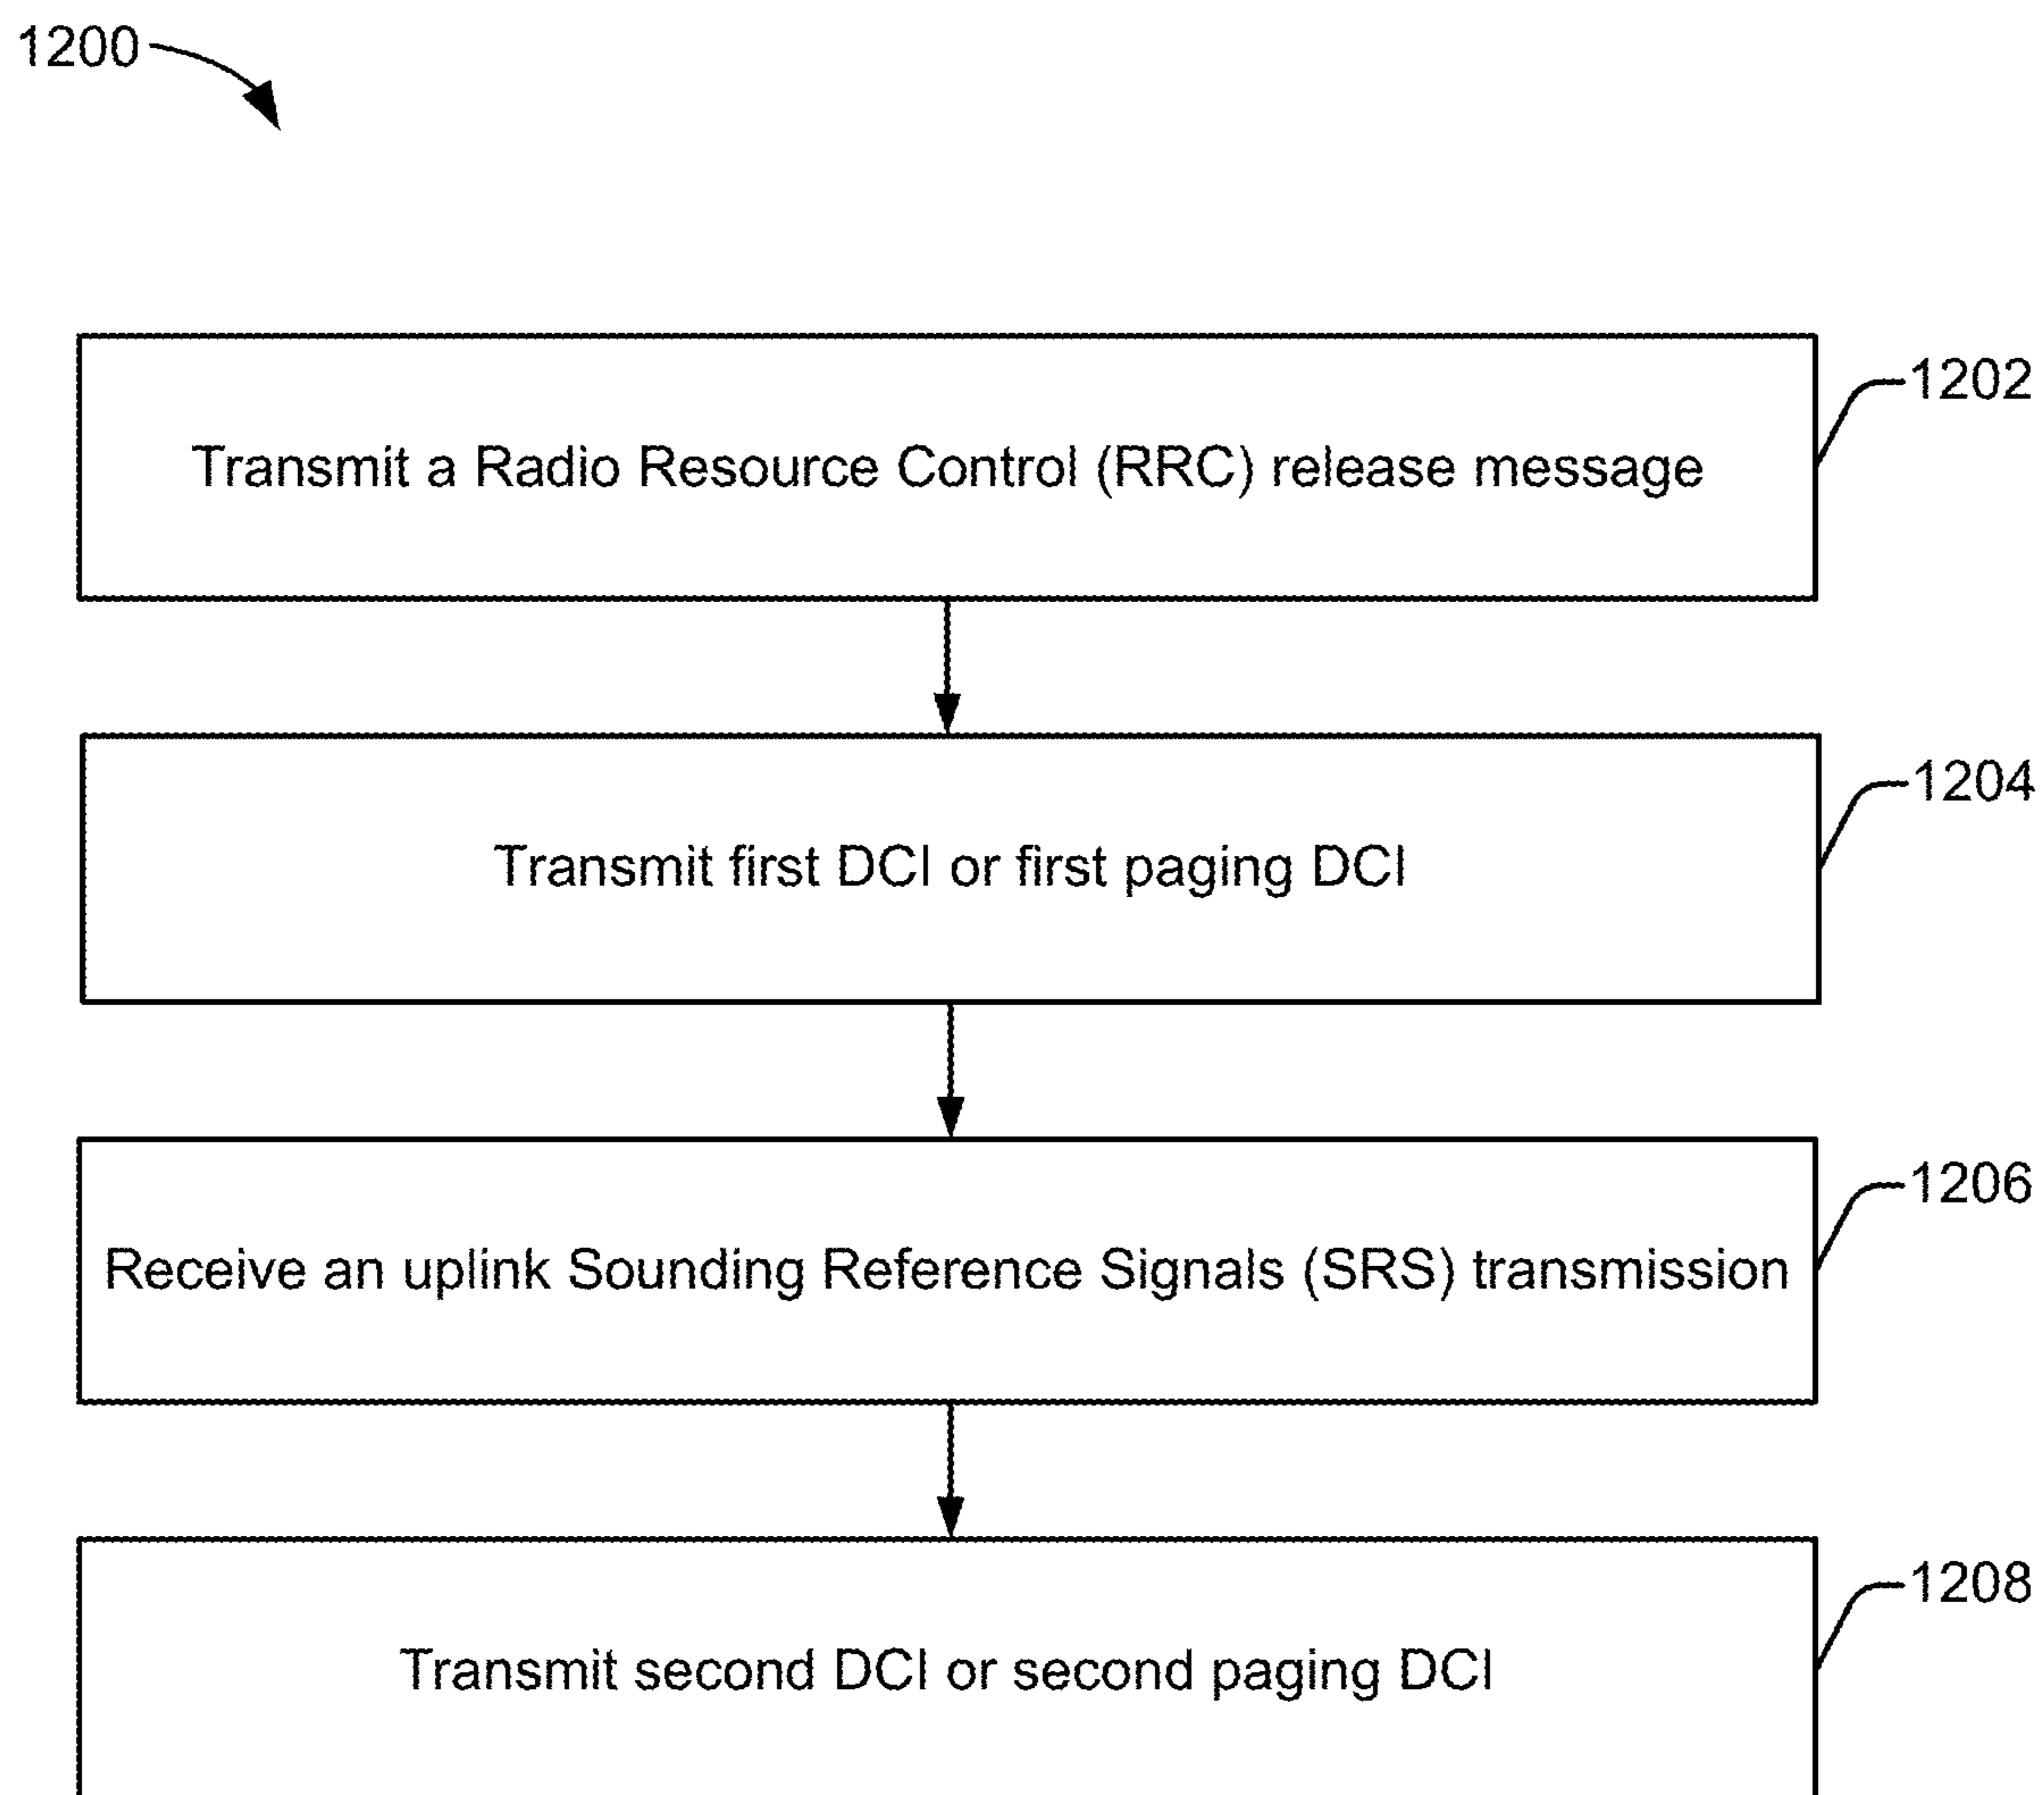 1200
Transmit a Radio Resource Control (RRC) release message
1202
Transmit first DCI or first paging DCI
1204
Receive an uplink Sounding Reference Signals (SRS) transmission
1206
Transmit second DCI or second paging DCI
1208